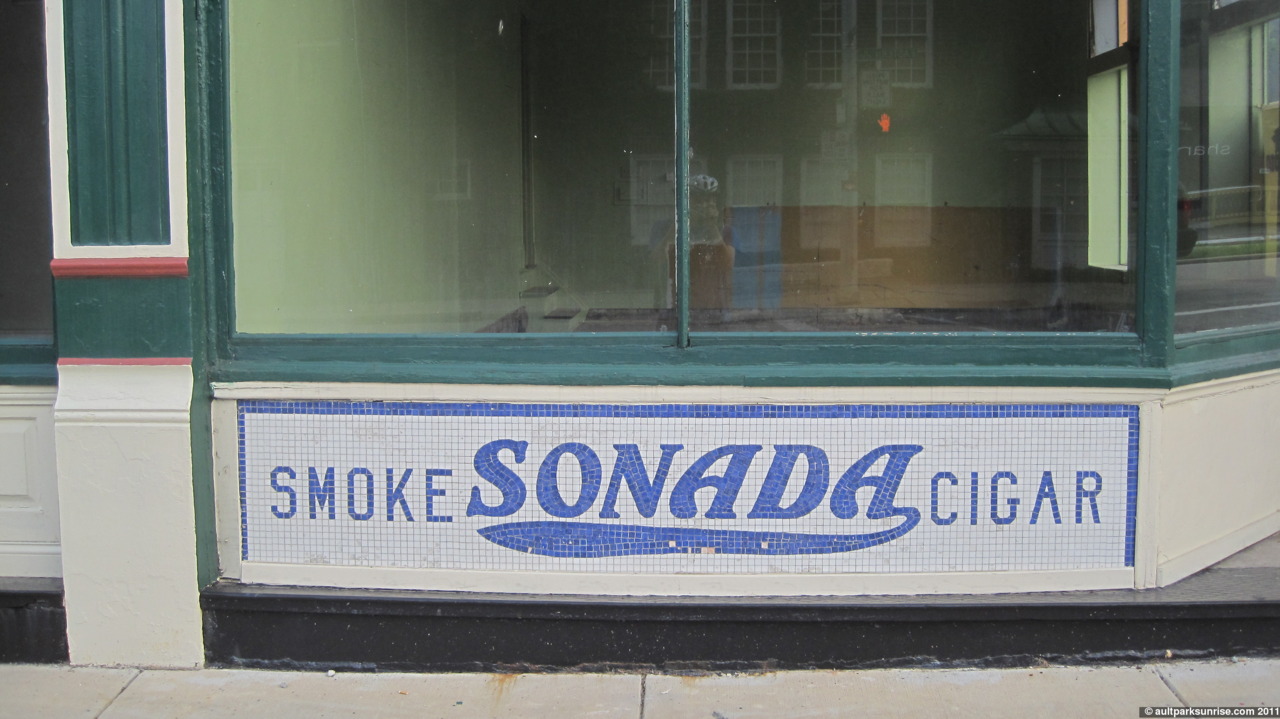 SMOKE SONADA CIGAR
© aultparksunrise.com 2011